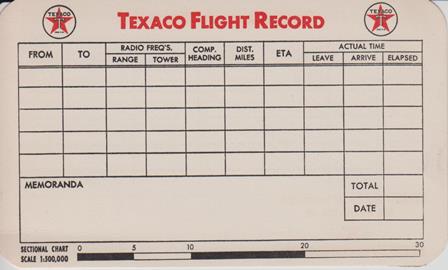 TEXACO TEXACO FLIGHT RECORD TEXACO
FROM TO RADIO FREQ'S. COMP. HEADING DIST. MILES ETA ACTUAL TIME
RANGE TOWER LEAVE ARRIVE ELAPSED
MEMORANDA TOTAL
DATE
SECTIONAL CHART 0 5 10 20 30
SCALE 1:500,000